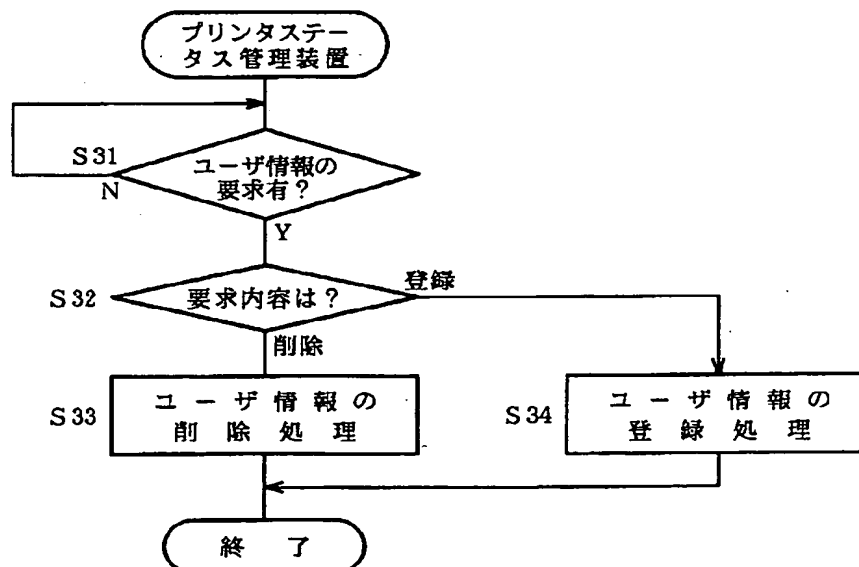 プリンタステー
タス管理装置
S31
ユーザ情報の
要求有?
N
Y
S32
要求内容は?
登録
削除
S33
ユーザ情報の
削除処理
S34
ユーザ情報の
登録処理
終了